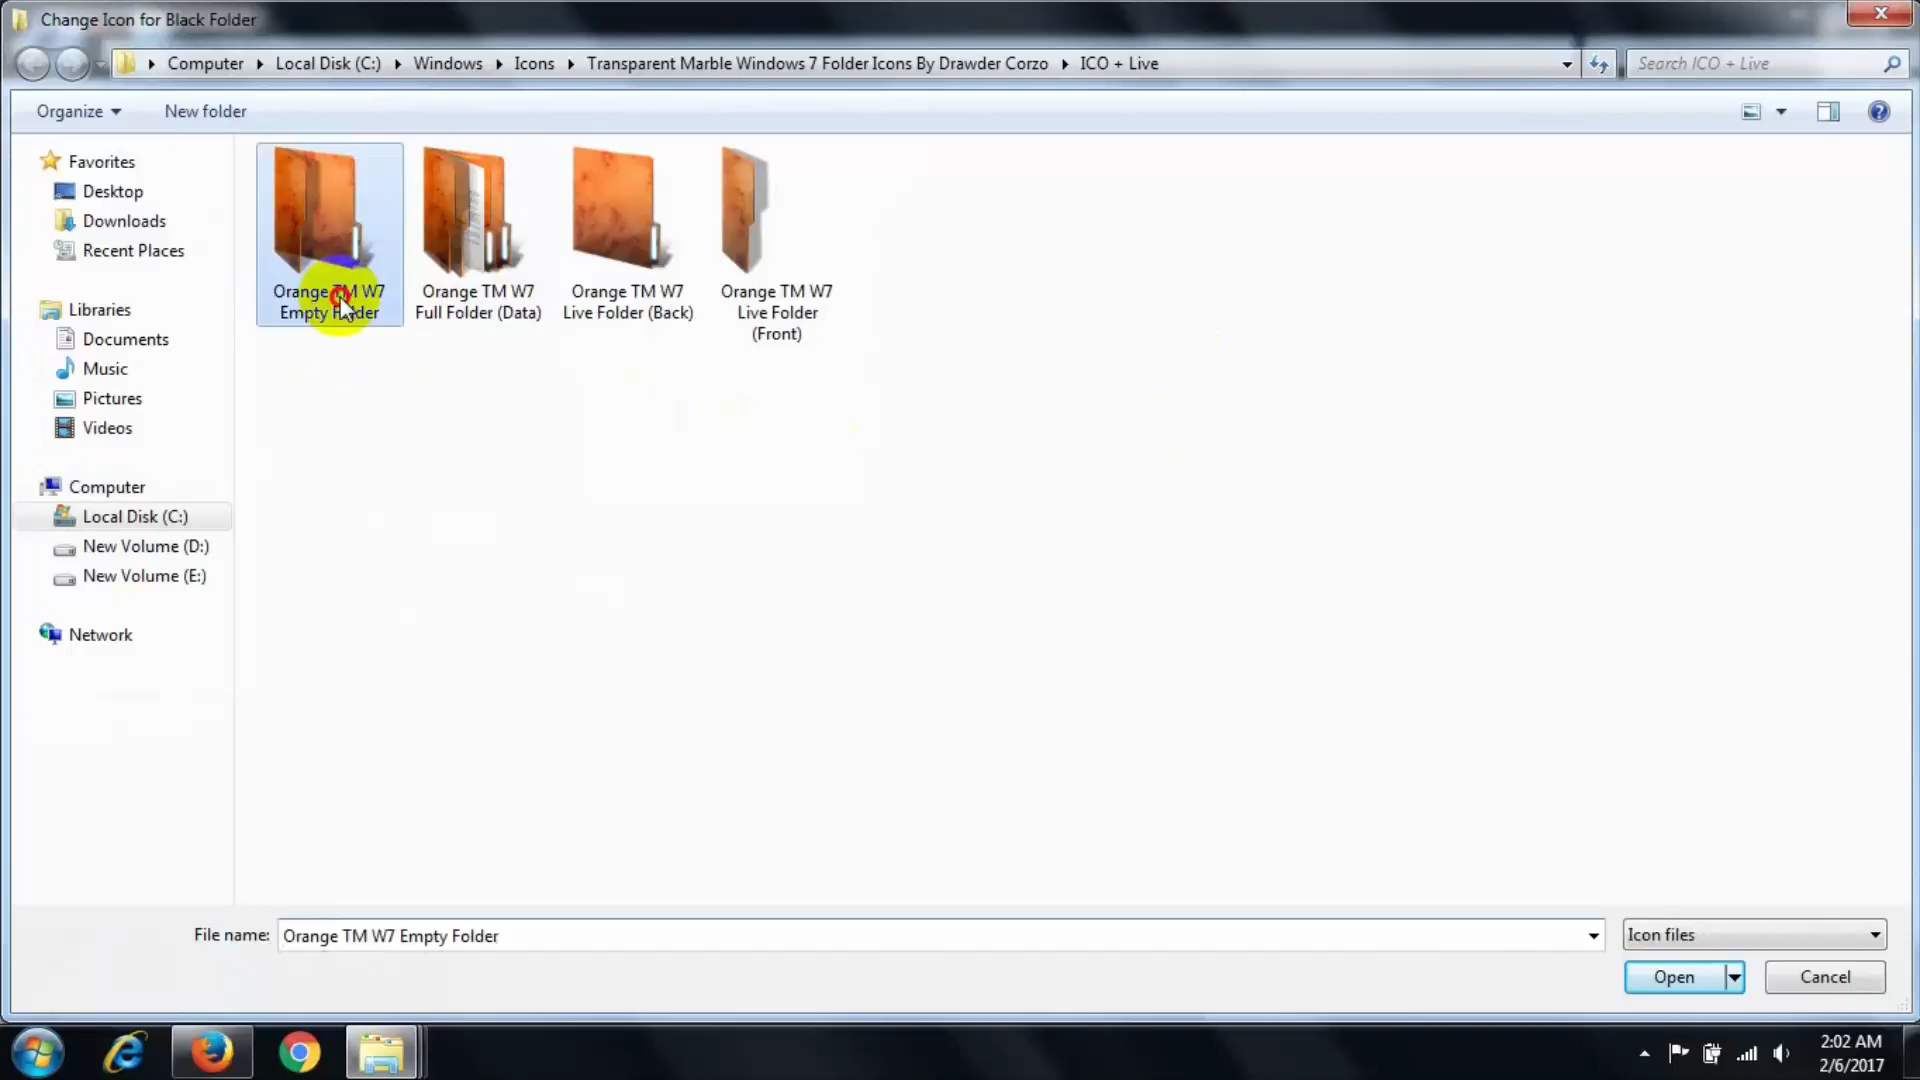 Change Icon for Black Folder
Computer Local Disk (C:) Windows Icons Transparent Marble Windows 7 Folder Icons By Drawder Corzo ICO + Live
Search ICO + Live
Organize New folder
Favorites
Desktop
Downloads
Recent Places
Libraries
Documents
Music
Pictures
Videos
Computer
Local Disk (C:)
New Volume (D:)
New Volume (E:)
Network
Orange TM W7
Empty Folder
Orange TM W7
Full Folder (Data)
Orange TM W7
Live Folder (Back)
Orange TM W7
Live Folder
(Front)
File name: Orange TM W7 Empty Folder
Icon files
Open Cancel
2:02 AM
2/6/2017